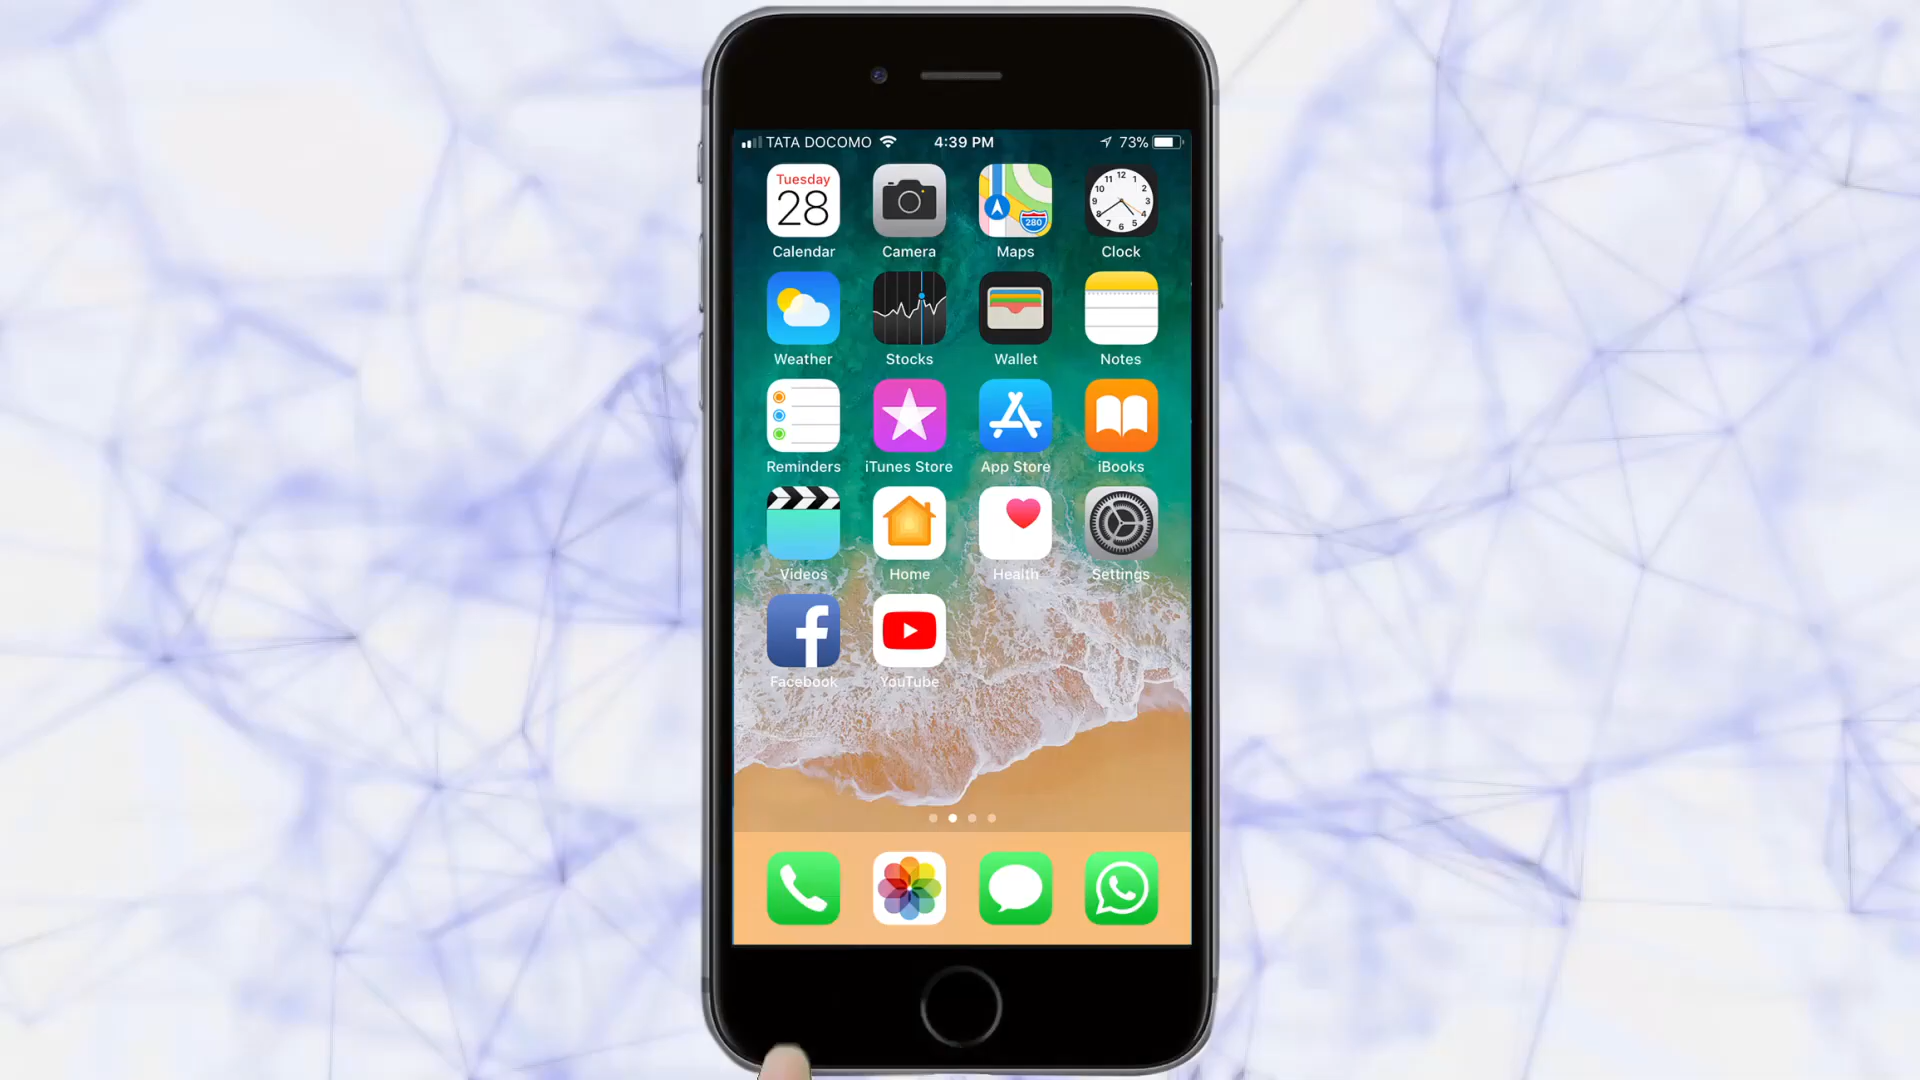 TATA DOCOMO 4:39 PM 73%
Tuesday
28
Calendar Camera Maps Clock
280
Weather Stocks Wallet Notes
Reminders iTunes Store App Store iBooks
Videos Home Health Settings
Facebook YouTube